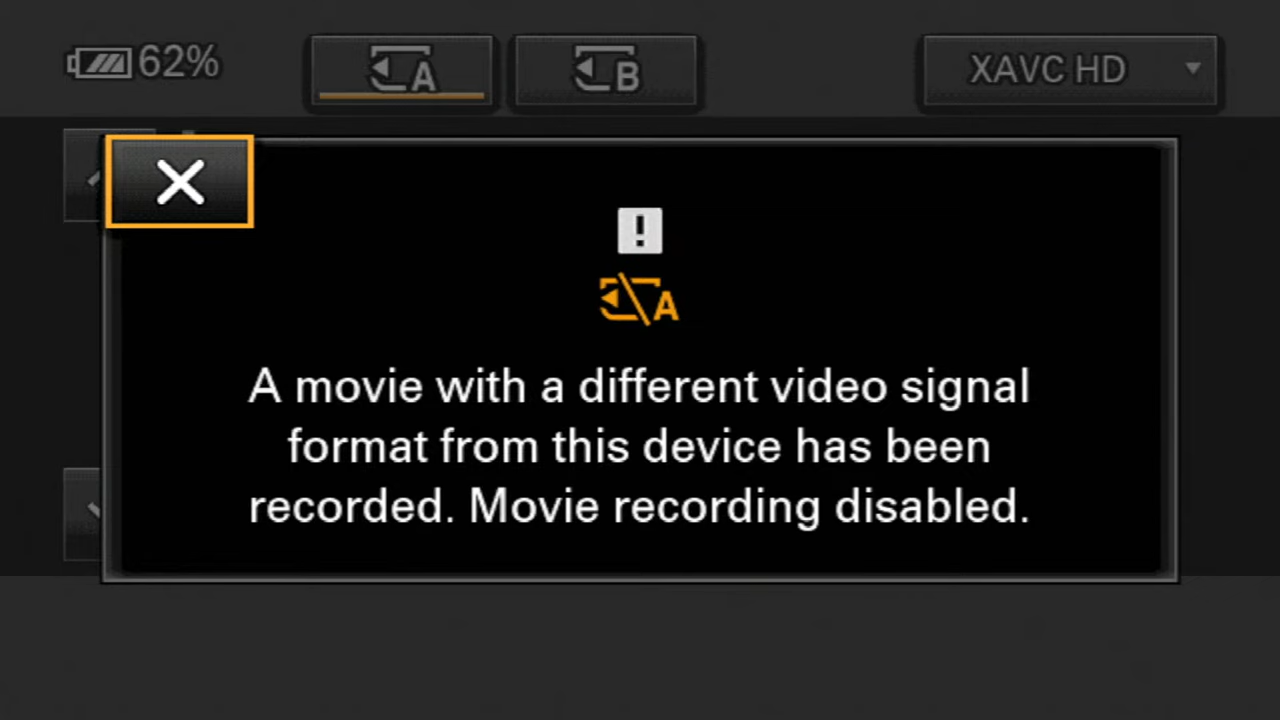 62%
A
B
XAVC HD
!
A
A movie with a different video signal
format from this device has been
recorded. Movie recording disabled.